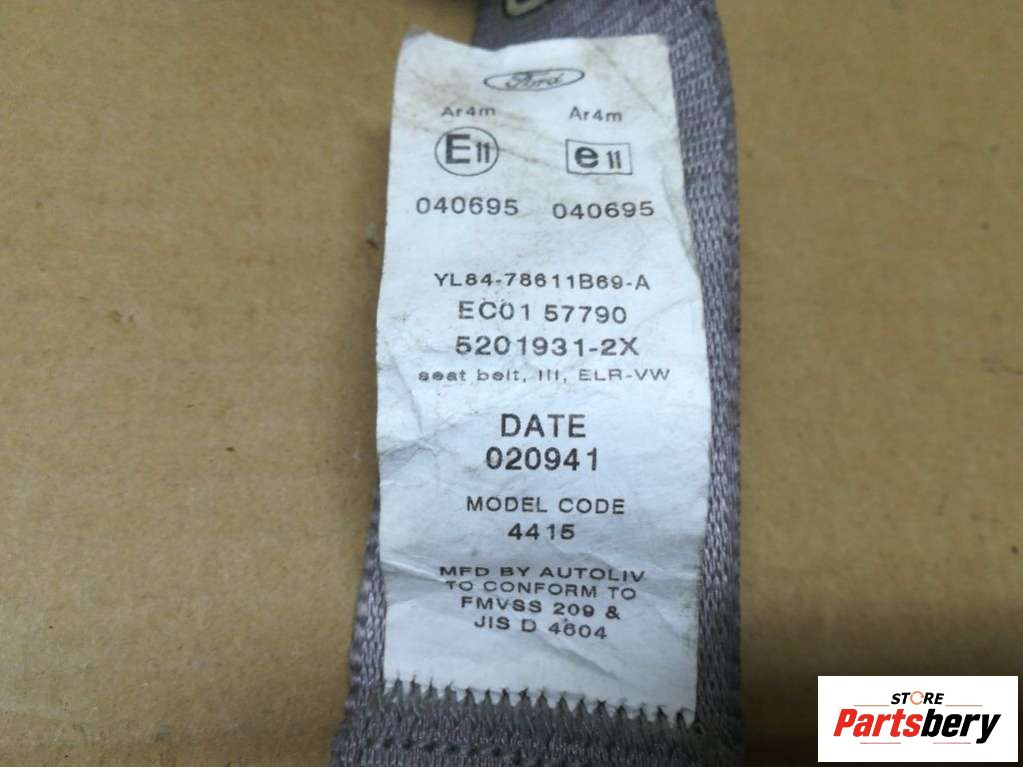 Ford
Ar4m Ar4m
E11 e11
040695 040695
YL84-78611B69-A
EC01 57790
5201931-2X
seat belt, III, ELR-VW
DATE
020941
MODEL CODE
4415
MFD BY AUTOLIV
TO CONFORM TO
FMVSS 209 &
JIS D 4604
STORE
Partsbery